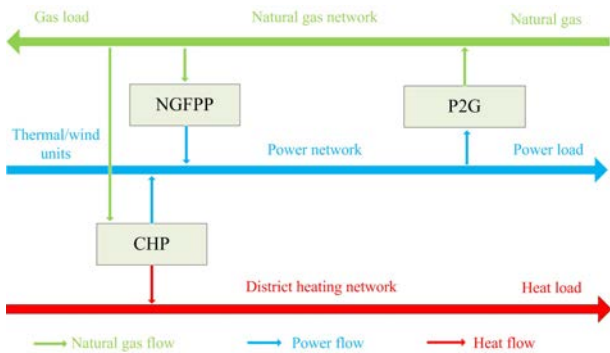 Gas load
Natural gas network
Natural gas
NGFPP
P2G
Thermal/wind
units
Power network
Power load
CHP
District heating network
Heat load
Natural gas flow
Power flow
Heat flow